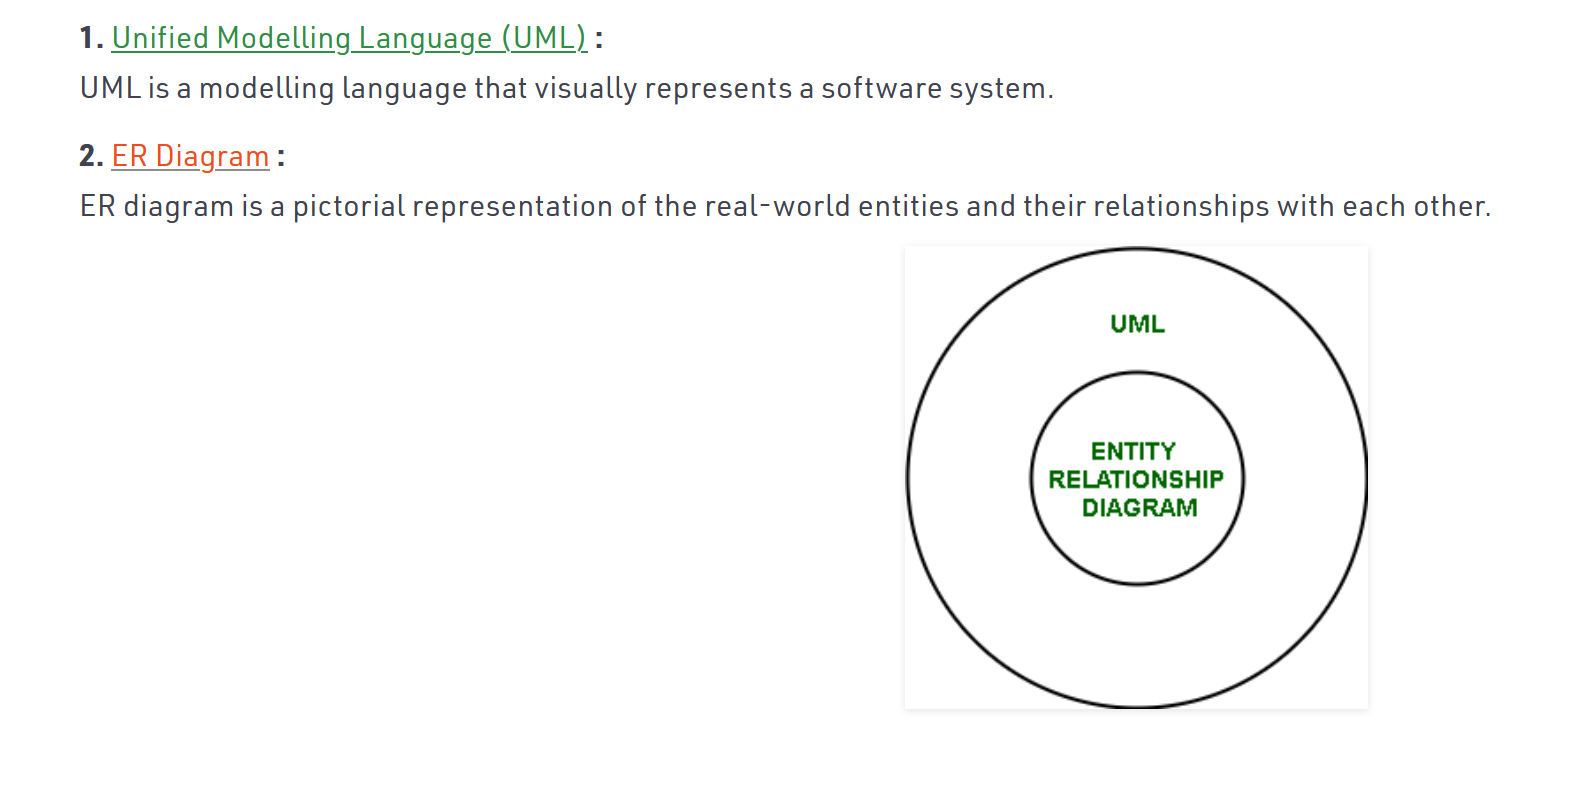 1. Unified Modelling Language (UML) :
UML is a modelling language that visually represents a software system.
2. ER Diagram :
ER diagram is a pictorial representation of the real-world entities and their relationships with each other.
UML
ENTITY
RELATIONSHIP
DIAGRAM